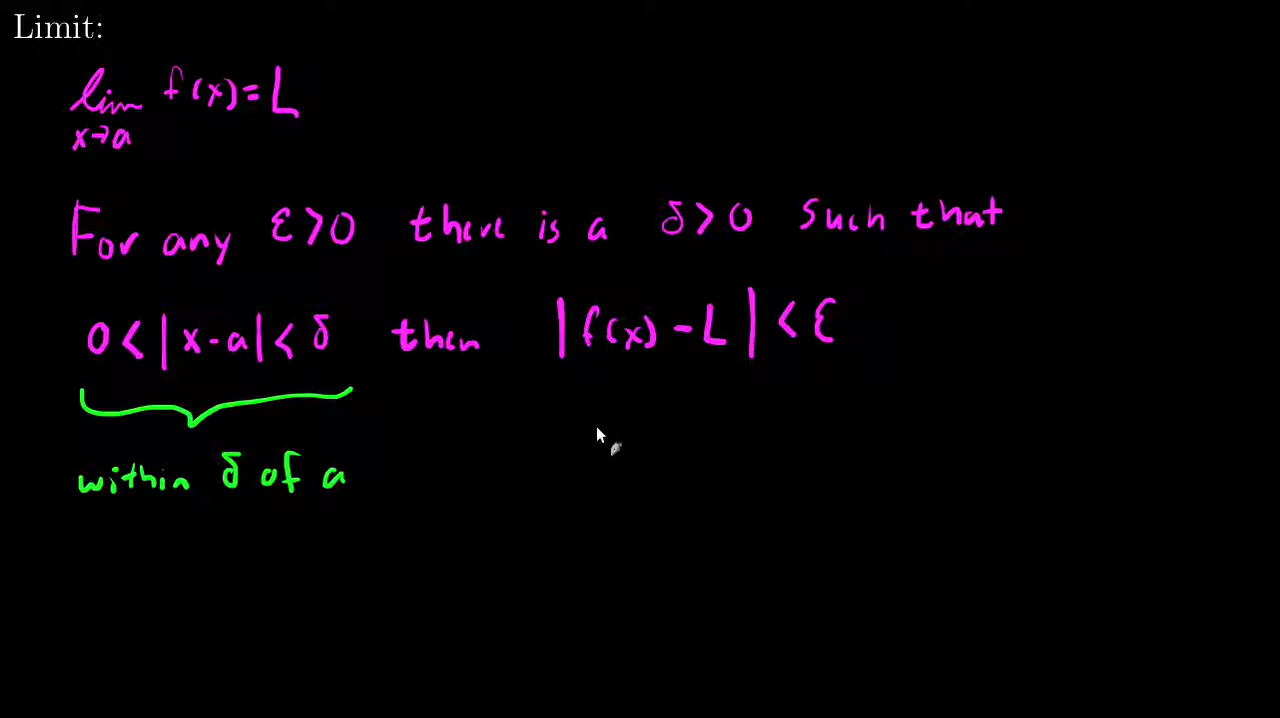 Limit:
lim f(x)=L
x→a
For any ε>0 there is a δ>0 such that
0<|x-a|<δ then |f(x)-L|<ε
within δ of a